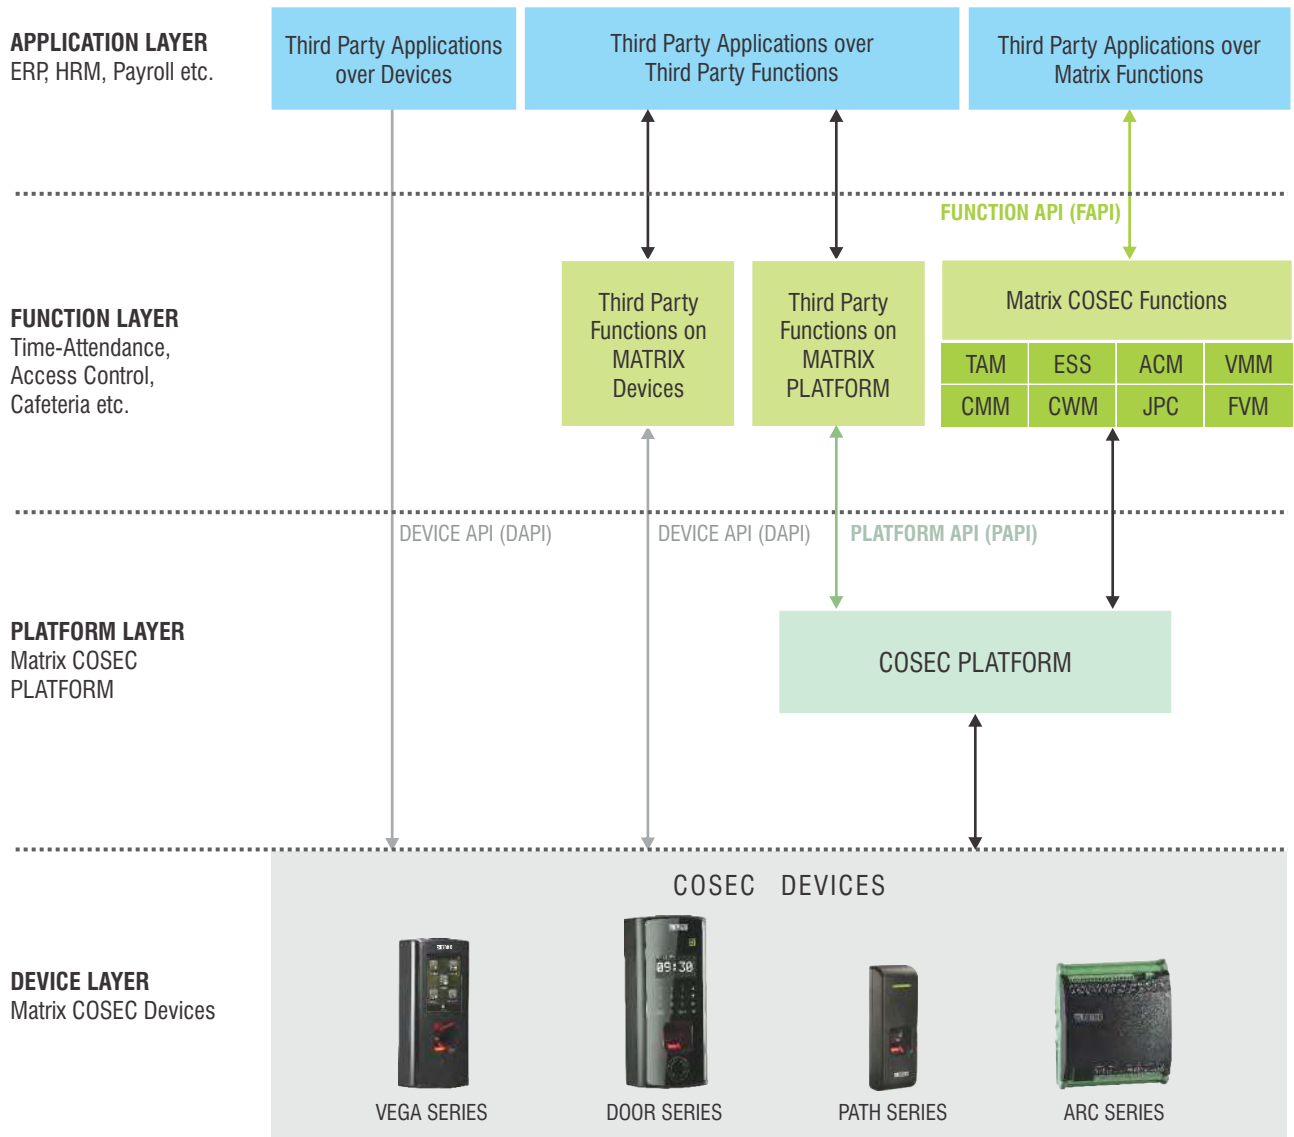 APPLICATION LAYER
ERP, HRM, Payroll etc.
Third Party Applications
over Devices
Third Party Applications over
Third Party Functions
Third Party Applications over
Matrix Functions
FUNCTION API (FAPI)
FUNCTION LAYER
Time-Attendance,
Access Control,
Cafeteria etc.
Third Party
Functions on
MATRIX
Devices
Third Party
Functions on
MATRIX
PLATFORM
Matrix COSEC Functions
TAM ESS ACM VMM
CMM CWM JPC FVM
DEVICE API (DAPI)
DEVICE API (DAPI)
PLATFORM API (PAPI)
PLATFORM LAYER
Matrix COSEC
PLATFORM
COSEC PLATFORM
COSEC DEVICES
09:30
DEVICE LAYER
Matrix COSEC Devices
VEGA SERIES
DOOR SERIES
PATH SERIES
ARC SERIES